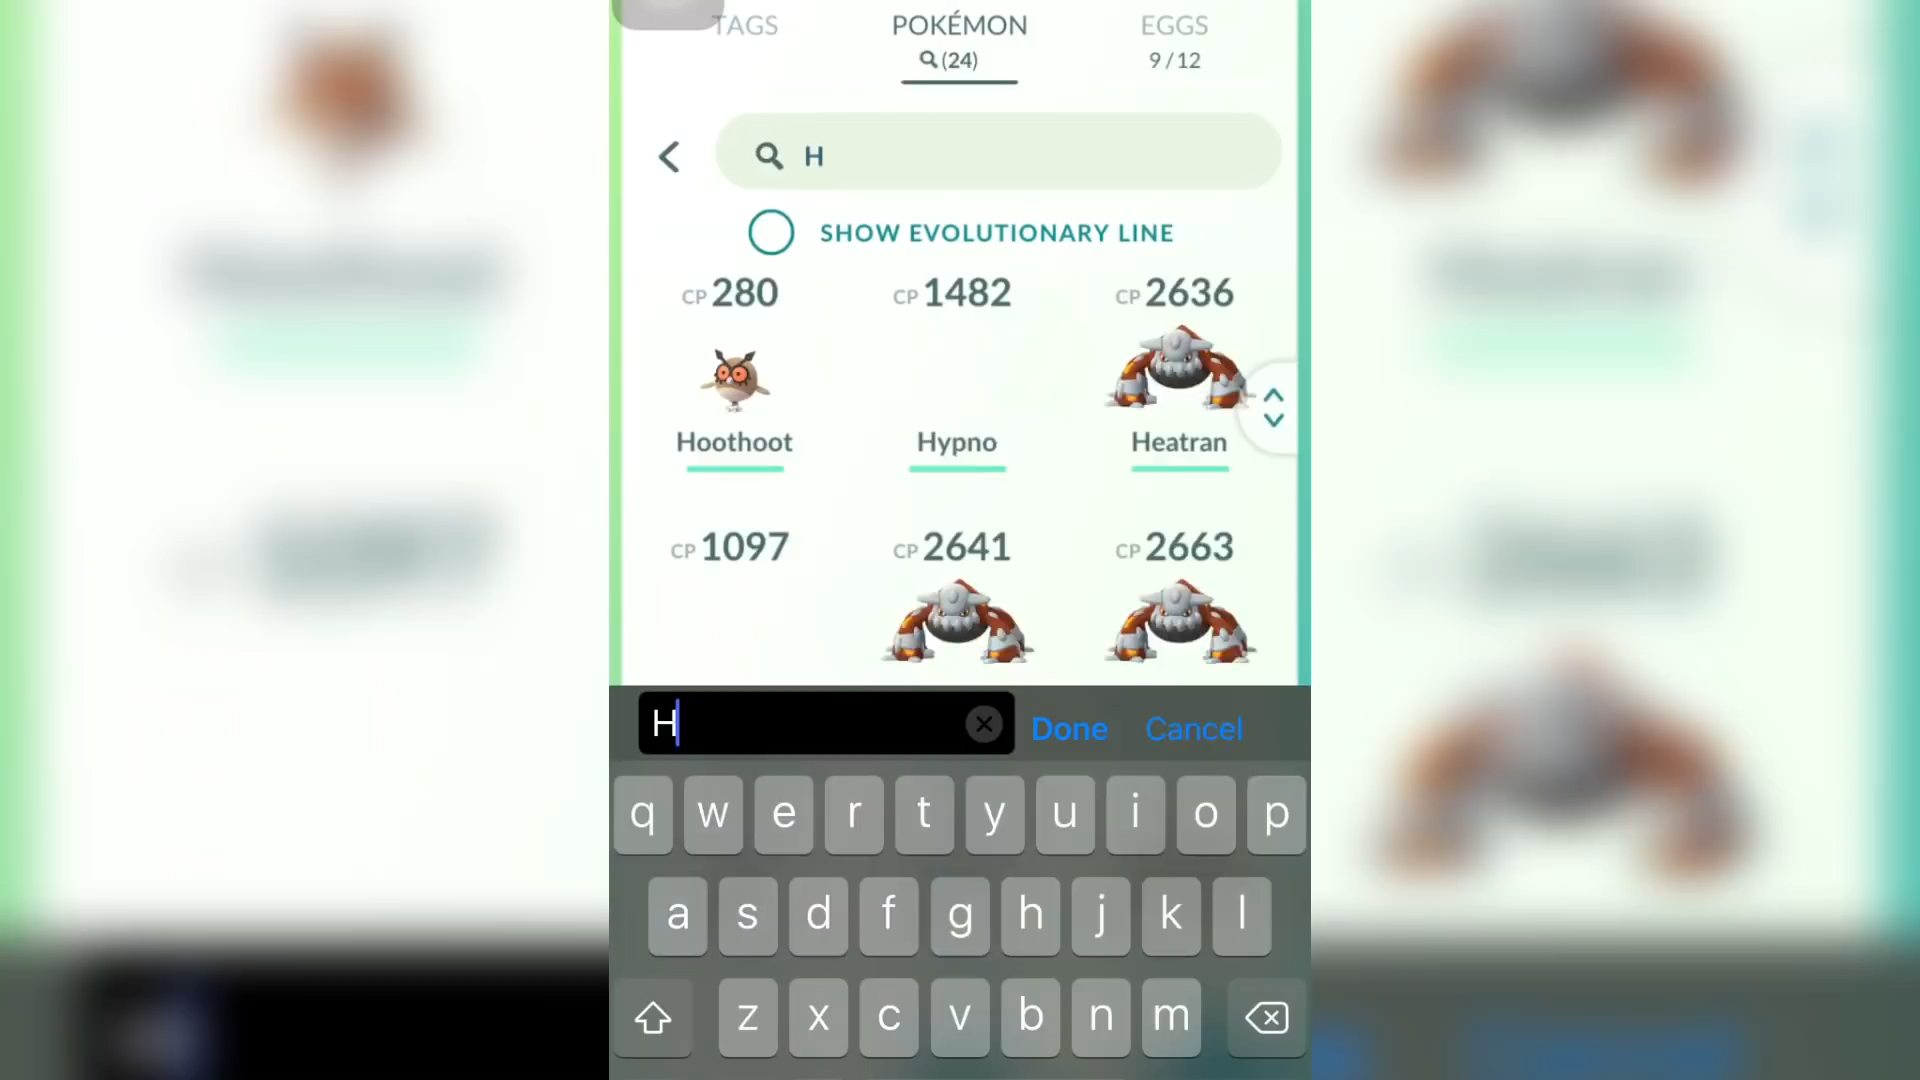 TAGS
POKÉMON
EGGS
(24)
9 / 12
H
SHOW EVOLUTIONARY LINE
CP 280
CP 1482
CP 2636
Hoothoot
Hypno
Heatran
CP 1097
CP 2641
CP 2663
H
Done
Cancel
q w e r t y u i o p
a s d f g h j k l
z x c v b n m